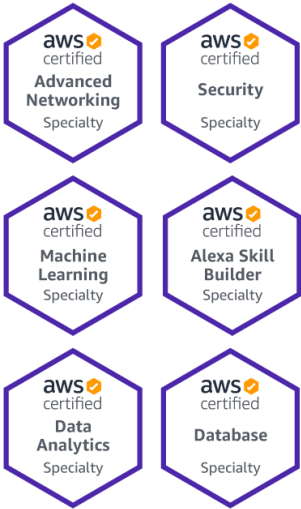 aws
certified
Advanced
Networking
Specialty
aws
certified
Security
Specialty
aws
certified
Machine
Learning
Specialty
aws
certified
Alexa Skill
Builder
Specialty
aws
certified
Data
Analytics
Specialty
aws
certified
Database
Specialty